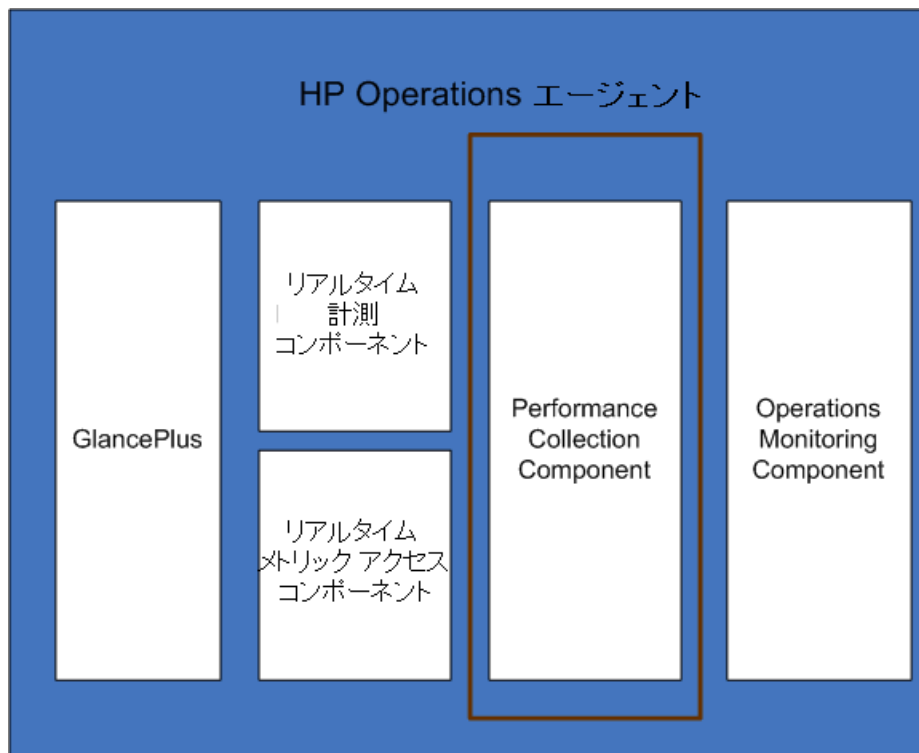 HP Operations エージェント
GlancePlus
リアルタイム
計測
コンポーネント
リアルタイム
メトリック アクセス
コンポーネント
Performance
Collection
Component
Operations
Monitoring
Component